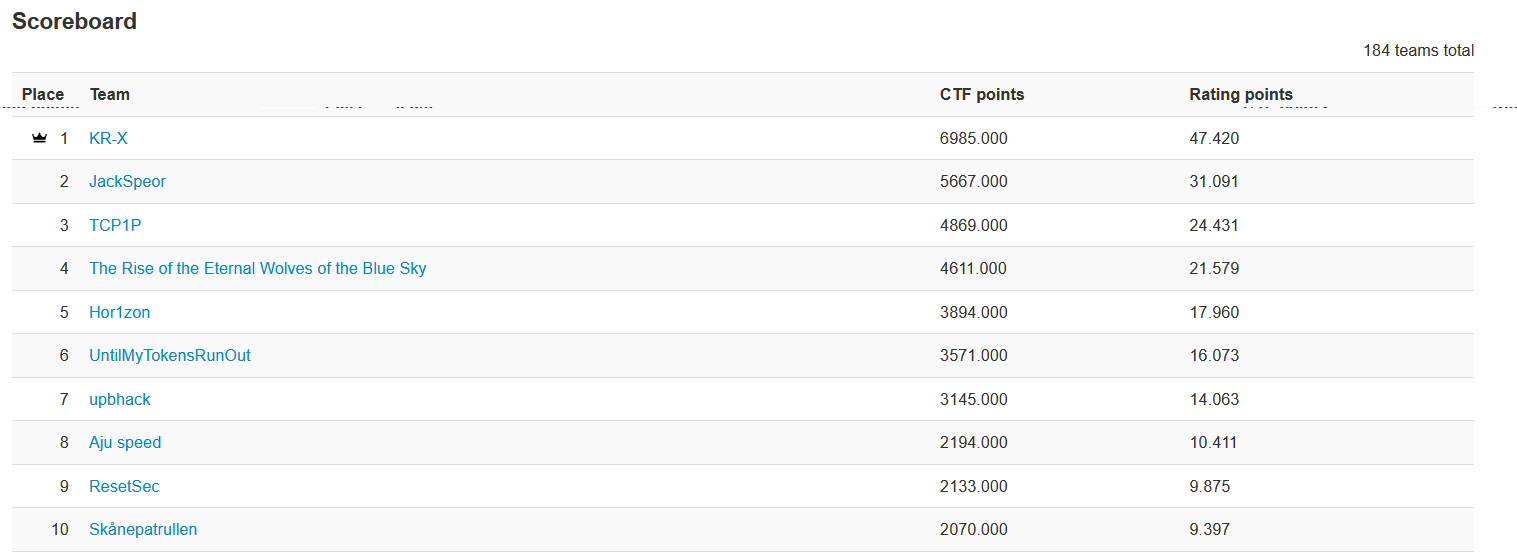 Scoreboard
184 teams total
Place Team CTF points Rating points
1 KR-X 6985.000 47.420
2 JackSpeor 5667.000 31.091
3 TCP1P 4869.000 24.431
4 The Rise of the Eternal Wolves of the Blue Sky 4611.000 21.579
5 Hor1zon 3894.000 17.960
6 UntilMyTokensRunOut 3571.000 16.073
7 upbhack 3145.000 14.063
8 Aju speed 2194.000 10.411
9 ResetSec 2133.000 9.875
10 Skånepatrullen 2070.000 9.397